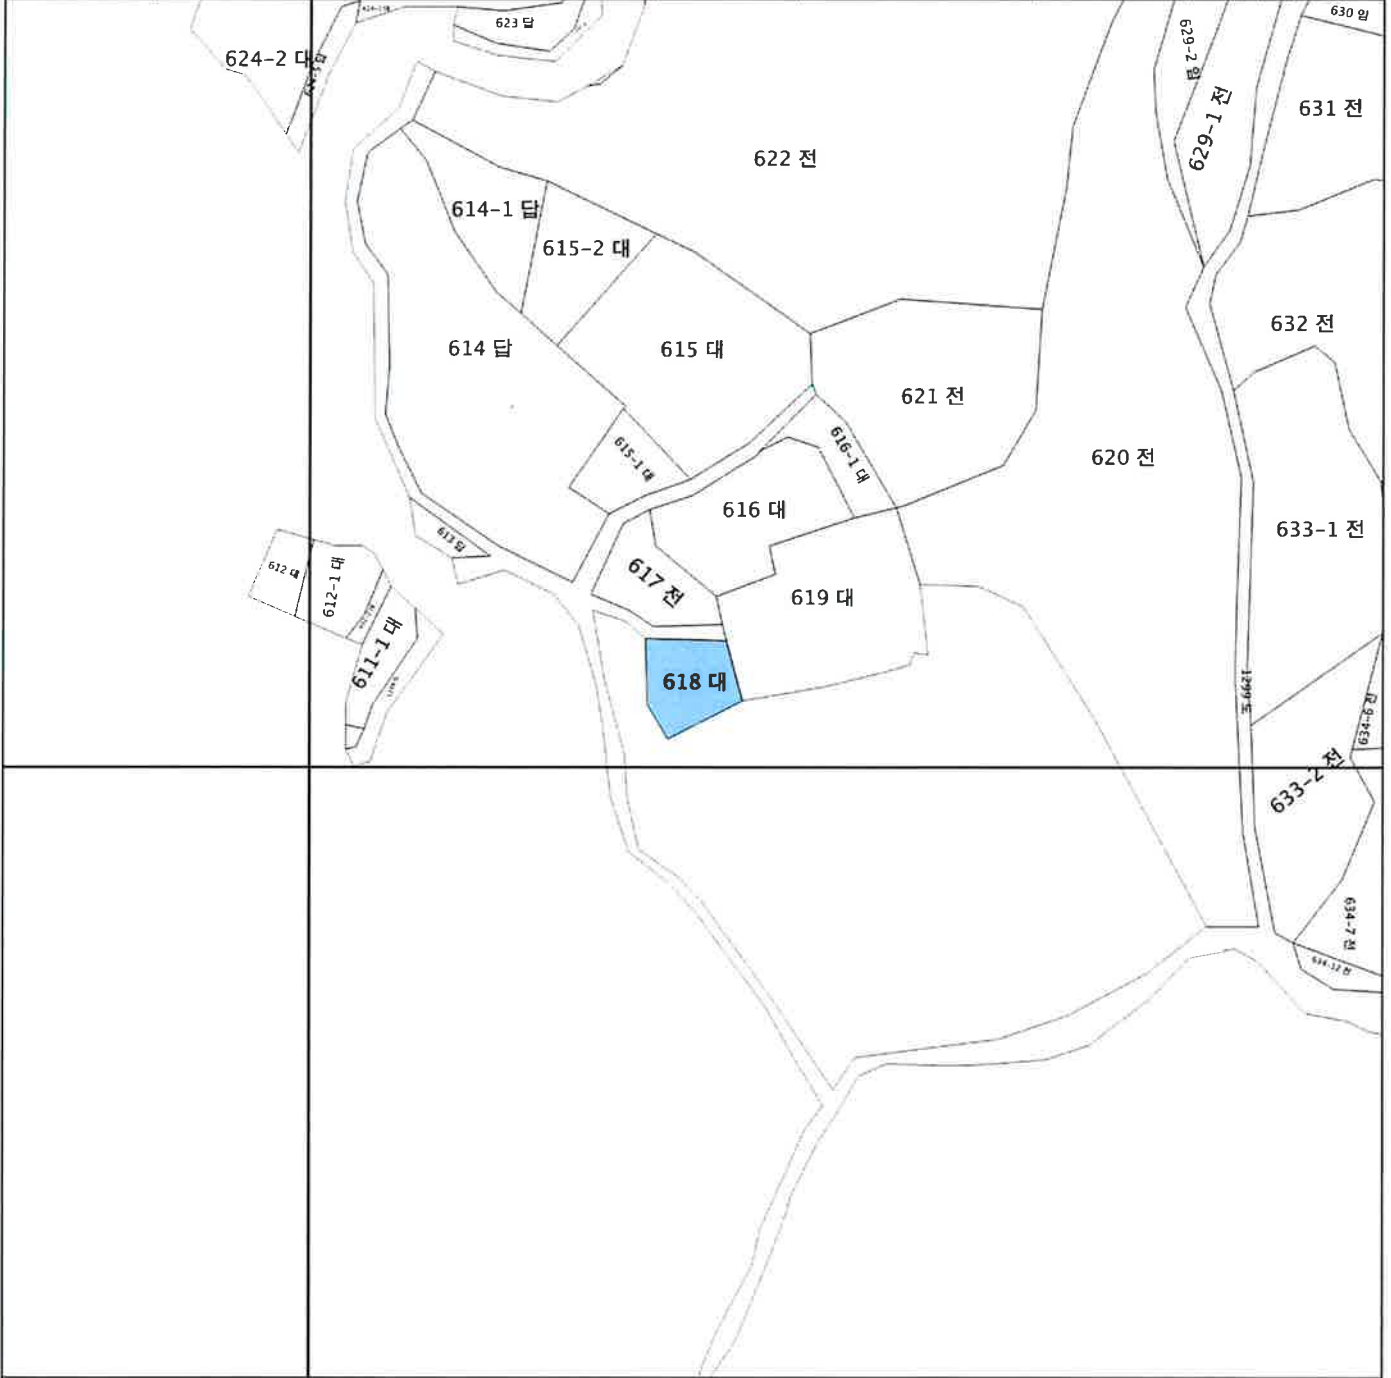 623 답
630 임
624-2 대
629-2 임
631 전
629-1 전
622 전
614-1 답
615-2 대
632 전
614 답
615 대
621 전
616-1 대
615-1 대
620 전
616 대
633-1 전
613 답
612 대
612-1 대
617 전
619 대
611-1 대
618 대
1299 도
633-2 전
634-7 전
634-12 전